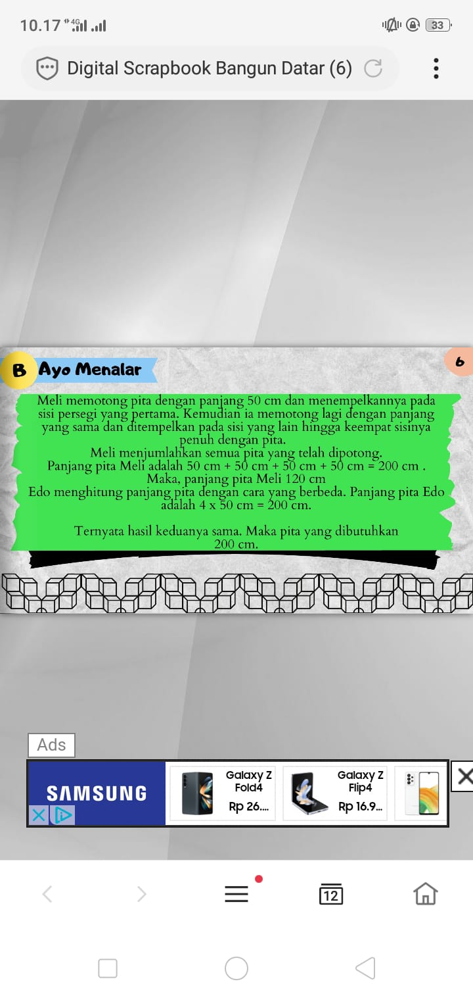 10.17 4G
33
Digital Scrapbook Bangun Datar (6)
B Ayo Menalar
6
Meli memotong pita dengan panjang 50 cm dan menempelkannya pada
sisi persegi yang pertama. Kemudian ia memotong lagi dengan panjang
yang sama dan ditempelkan pada sisi yang lain hingga keempat sisinya
penuh dengan pita.
Meli menjumlahkan semua pita yang telah dipotong.
Panjang pita Meli adalah 50 cm + 50 cm + 50 cm + 50 cm = 200 cm .
Maka, panjang pita Meli 120 cm
Edo menghitung panjang pita dengan cara yang berbeda. Panjang pita Edo
adalah 4 x 50 cm = 200 cm.
Ternyata hasil keduanya sama. Maka pita yang dibutuhkan
200 cm.
Ads
SAMSUNG
Galaxy Z
Fold4
Rp 26....
Galaxy Z
Flip4
Rp 16.9...
12